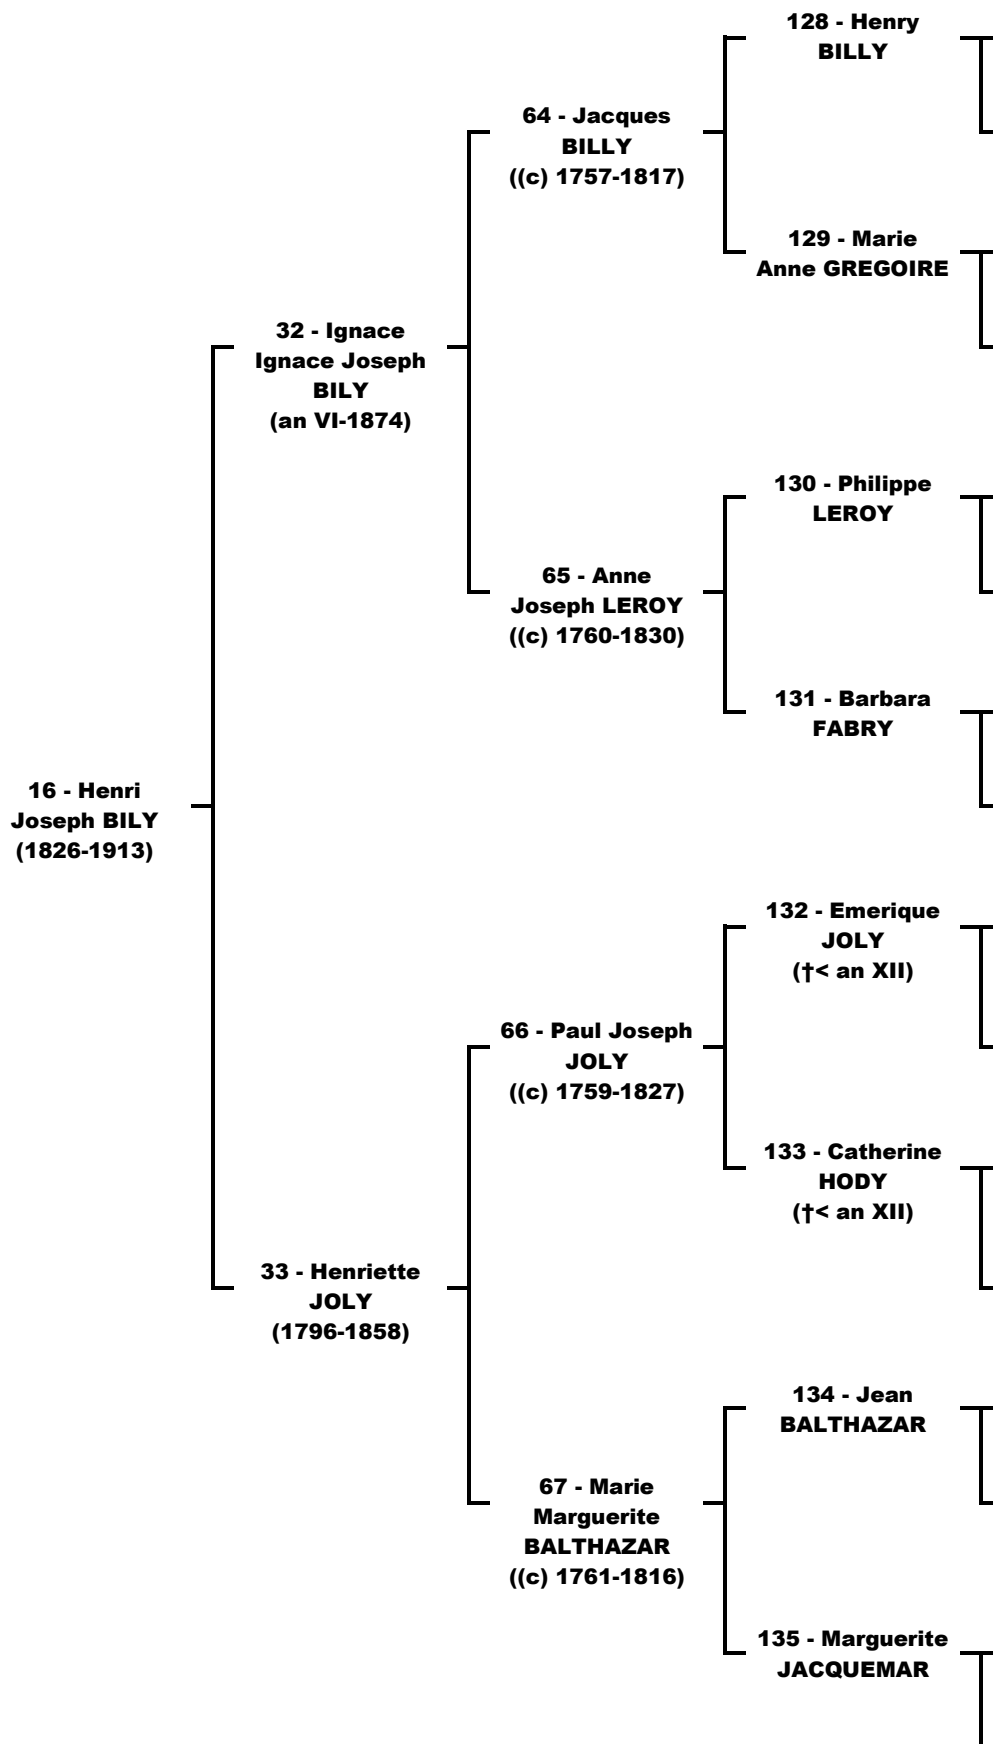 128 - Henry
BILLY
64 - Jacques
BILLY
((c) 1757-1817)
129 - Marie
Anne GREGOIRE
32 - Ignace
Ignace Joseph
BILY
(an VI-1874)
130 - Philippe
LEROY
65 - Anne
Joseph LEROY
((c) 1760-1830)
131 - Barbara
FABRY
16 - Henri
Joseph BILY
(1826-1913)
132 - Emerique
JOLY
(†< an XII)
66 - Paul Joseph
JOLY
((c) 1759-1827)
133 - Catherine
HODY
(†< an XII)
33 - Henriette
JOLY
(1796-1858)
134 - Jean
BALTHAZAR
67 - Marie
Marguerite
BALTHAZAR
((c) 1761-1816)
135 - Marguerite
JACQUEMAR